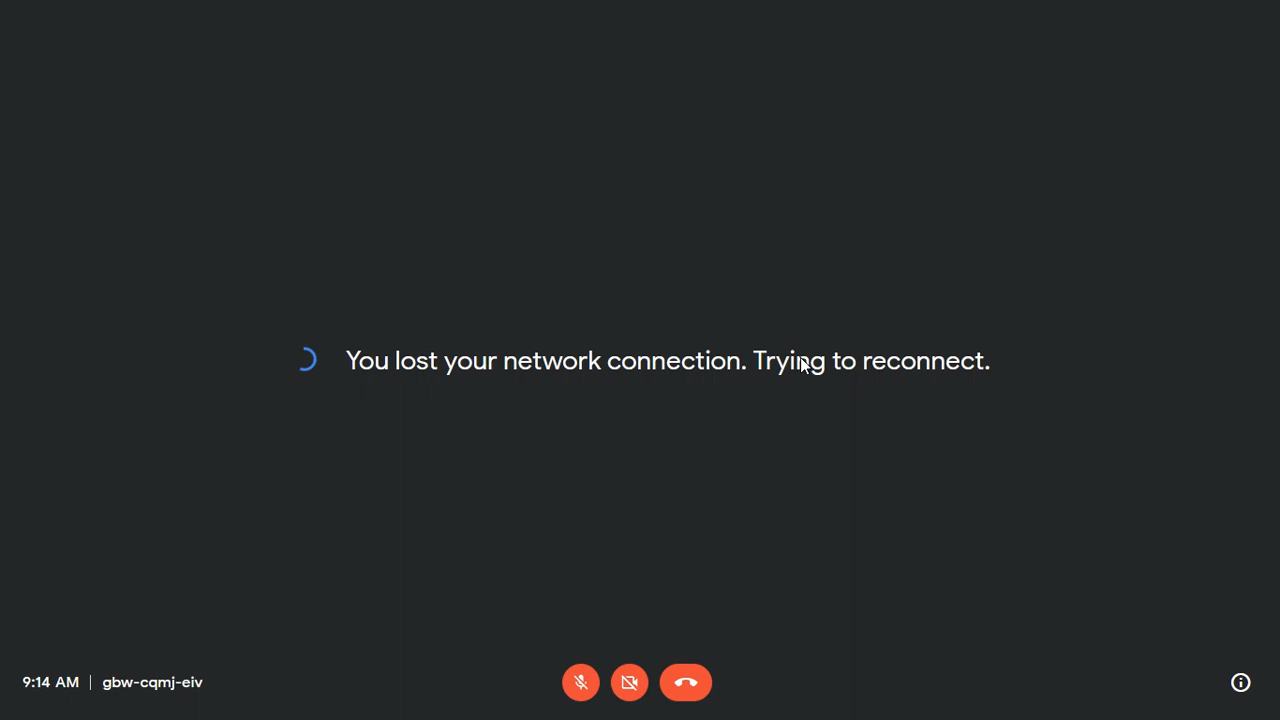 You lost your network connection. Trying to reconnect.
9:14 AM | gbw-cqmj-eiv